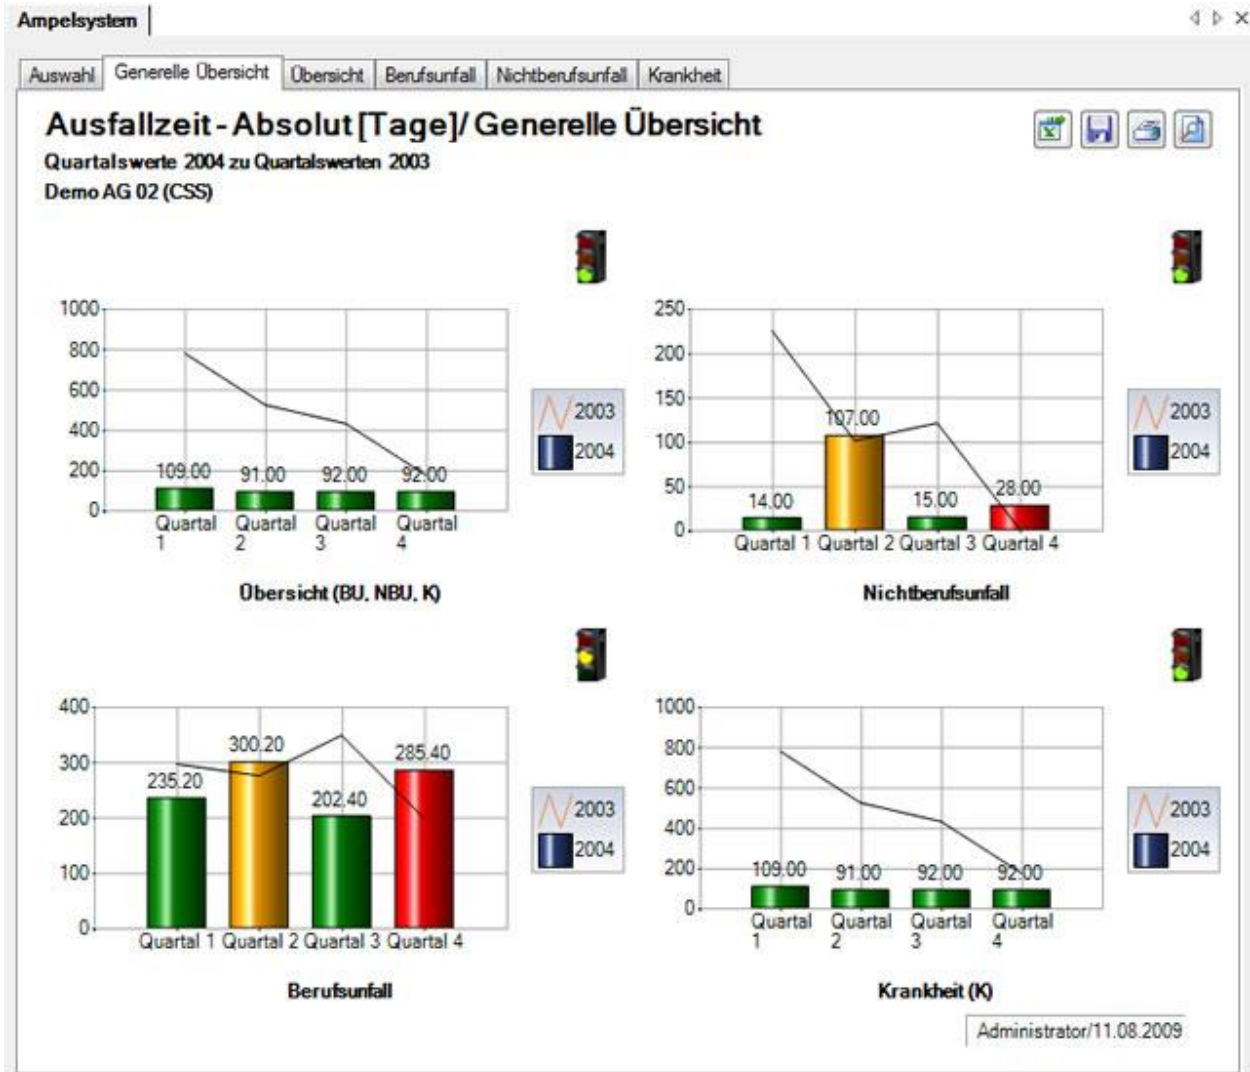 Ampelsystem
Auswahl Generelle Übersicht Übersicht Berufsunfall Nichtberufsunfall Krankheit
Ausfallzeit - Absolut [Tage]/ Generelle Übersicht
Quartalswerte 2004 zu Quartalswerten 2003
Demo AG 02 (CSS)
1000
800
600
400
200
0
109.00 91.00 92.00 92.00
Quartal 1 Quartal 2 Quartal 3 Quartal 4
2003
2004
Übersicht (BU, NBU, K)
250
200
150
100
50
0
14.00 107.00 15.00 28.00
Quartal 1 Quartal 2 Quartal 3 Quartal 4
2003
2004
Nichtberufsunfall
400
300
200
100
0
235.20 300.20 202.40 285.40
Quartal 1 Quartal 2 Quartal 3 Quartal 4
2003
2004
Berufsunfall
1000
800
600
400
200
0
109.00 91.00 92.00 92.00
Quartal 1 Quartal 2 Quartal 3 Quartal 4
2003
2004
Krankheit (K)
Administrator/11.08.2009